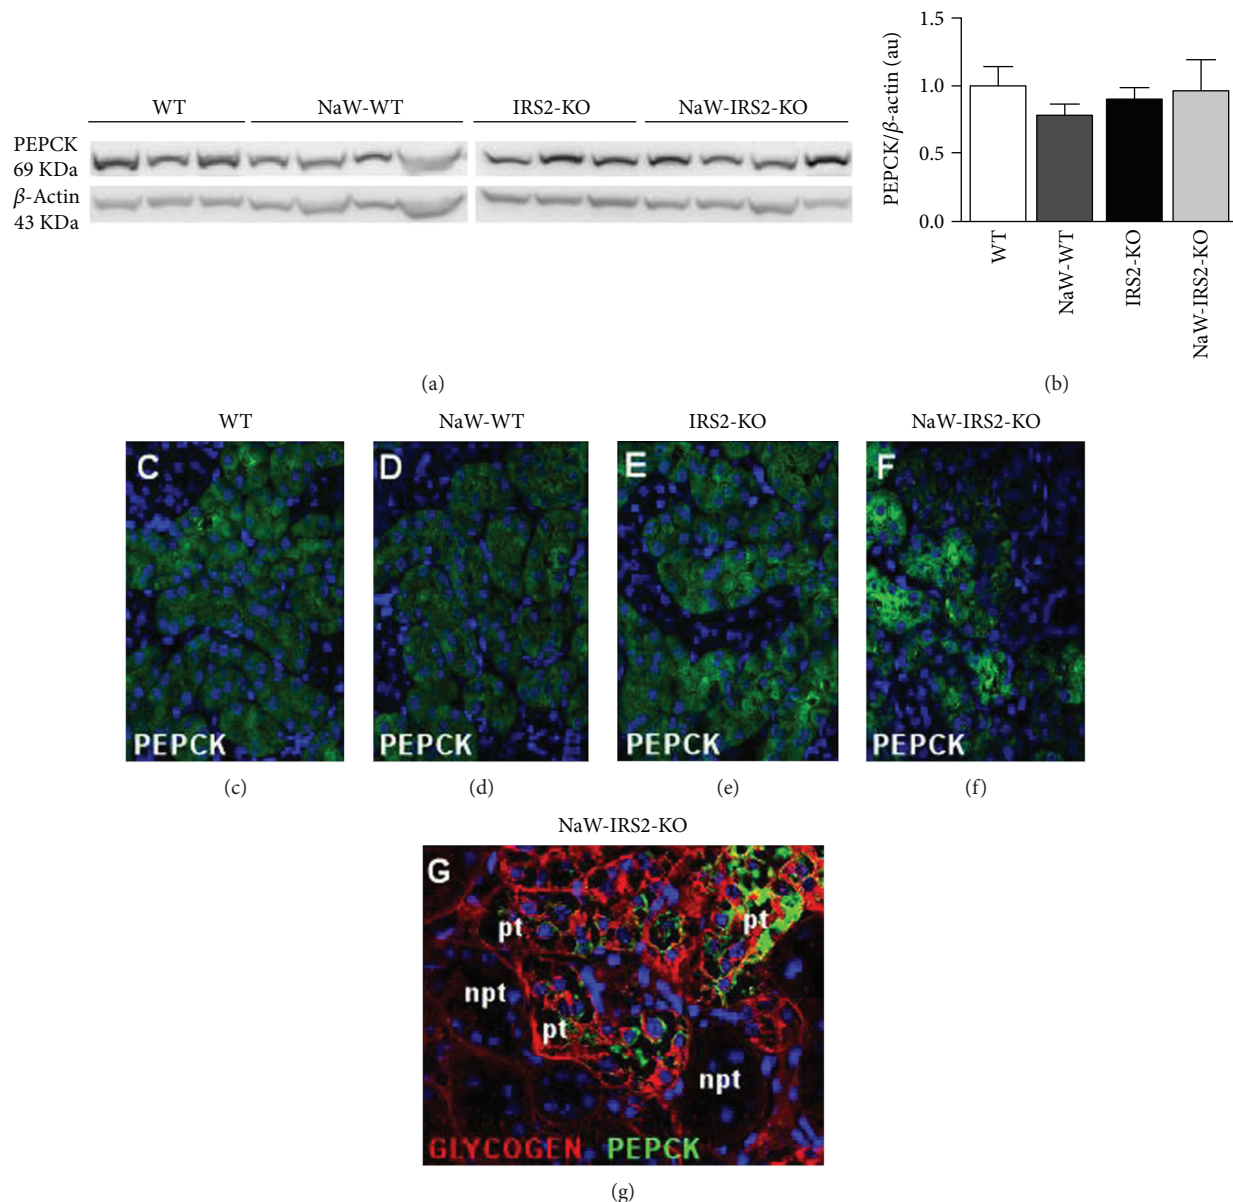 WT NaW-WT IRS2-KO NaW-IRS2-KO
PEPCK
69 KDa
β-Actin
43 KDa
(a)
PEPCK/β-actin (au)
1.5
1.0
0.5
0.0
WT
NaW-WT
IRS2-KO
NaW-IRS2-KO
(b)
WT
C
PEPCK
(c)
NaW-WT
D
PEPCK
(d)
IRS2-KO
E
PEPCK
(e)
NaW-IRS2-KO
F
PEPCK
(f)
NaW-IRS2-KO
G
pt
pt
npt
pt
npt
GLYCOGEN PEPCK
(g)